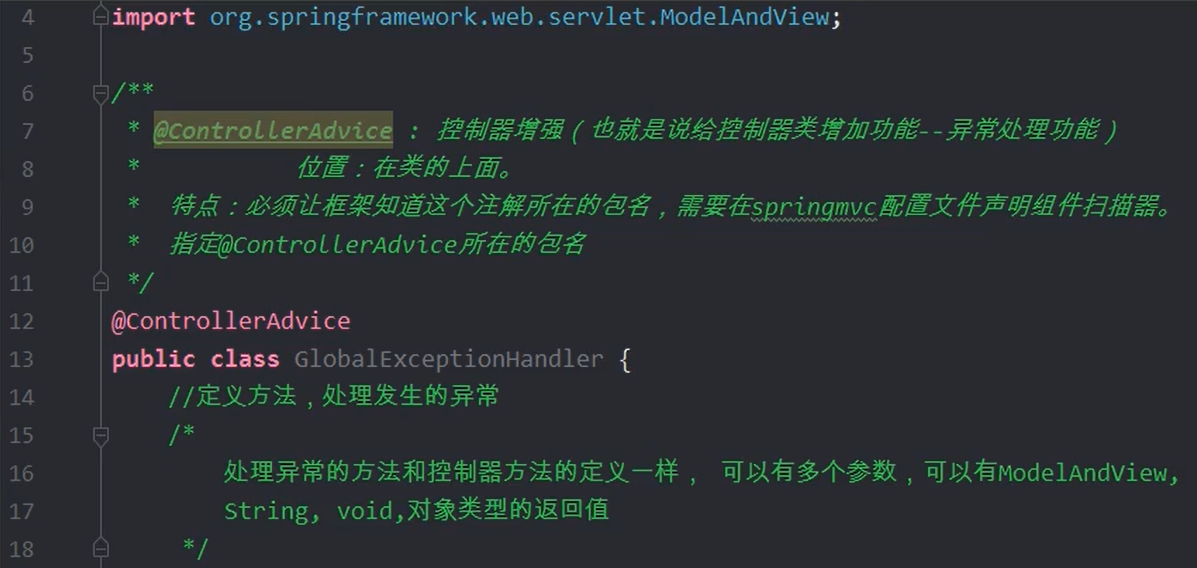 4 import org.springframework.web.servlet.ModelAndView;
5
6 /**
7 * @ControllerAdvice : 控制器增强（也就是说给控制器类增加功能--异常处理功能）
8 * 位置：在类的上面。
9 * 特点：必须让框架知道这个注解所在的包名，需要在springmvc配置文件声明组件扫描器。
10 * 指定@ControllerAdvice所在的包名
11 */
12 @ControllerAdvice
13 public class GlobalExceptionHandler {
14 //定义方法，处理发生的异常
15 /*
16 处理异常的方法和控制器方法的定义一样， 可以有多个参数，可以有ModelAndView,
17 String, void,对象类型的返回值
18 */